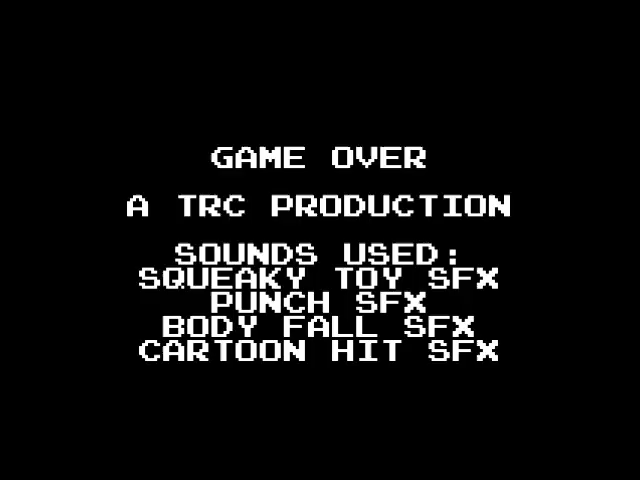 GAME OVER
A TRC PRODUCTION
SOUNDS USED:
SQUEAKY TOY SFX
PUNCH SFX
BODY FALL SFX
CARTOON HIT SFX